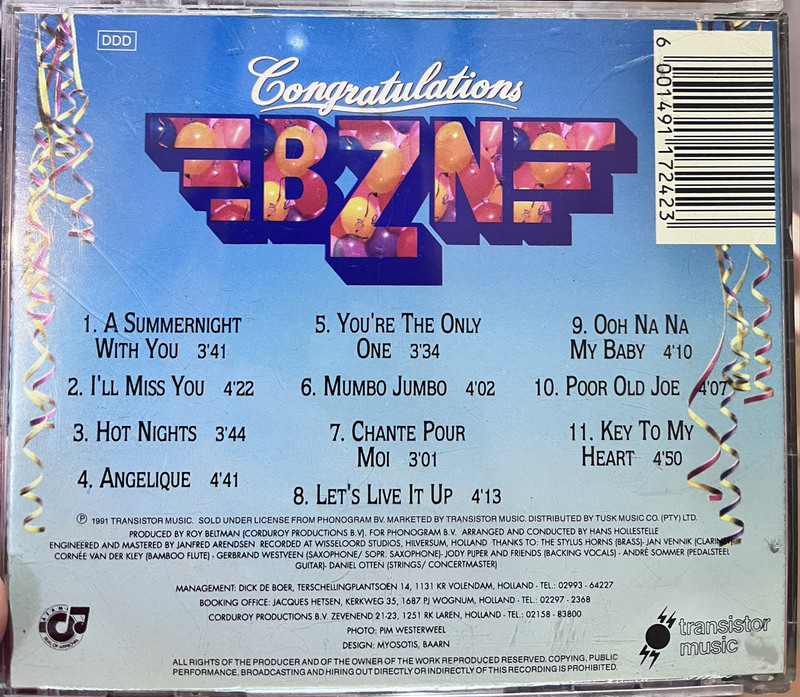 DDD
Congratulations
BZN
6 001491 172423
1. A SUMMERNIGHT
WITH YOU 3'41
2. I'LL MISS YOU 4'22
3. HOT NIGHTS 3'44
4. ANGELIQUE 4'41
5. YOU'RE THE ONLY
ONE 3'34
6. MUMBO JUMBO 4'02
7. CHANTE POUR
MOI 3'01
8. LET'S LIVE IT UP 4'13
9. OOH NA NA
MY BABY 4'10
10. POOR OLD JOE 4'07
11. KEY TO MY
HEART 4'50
℗ 1991 TRANSISTOR MUSIC. SOLD UNDER LICENSE FROM PHONOGRAM BV. MARKETED BY TRANSISTOR MUSIC. DISTRIBUTED BY TUSK MUSIC CO. (PTY) LTD.
PRODUCED BY ROY BELTMAN (CORDUROY PRODUCTIONS B.V). FOR PHONOGRAM BV. ARRANGED AND CONDUCTED BY HANS HOLLESTELLE
ENGINEERED AND MASTERED BY JANFRED ARENDSEN. RECORDED AT WISSELOORD STUDIOS, HILVERSUM, HOLLAND THANKS TO: THE STYLUS HORNS (BRASS)- JAN VENNIK (CLARINET)
CORNÉE VAN DER KLEY (BAMBOO FLUTE) - GERBRAND WESTVEEN (SAXOPHONE/ SOPR. SAXOPHONE)- JODY PIJPER AND FRIENDS (BACKING VOCALS) - ANDRÉ SOMMER (PEDALSTEEL
GUITAR)- DANIEL OTTEN (STRINGS/ CONCERTMASTER)
MANAGEMENT: DICK DE BOER, TERSCHELLINGPLANTSOEN 14, 1131 KR VOLENDAM, HOLLAND - TEL.: 02993 - 64227
BOOKING OFFICE: JACQUES HETSEN, KERKWEG 35, 1687 PJ WOGNUM, HOLLAND - TEL.: 02297 - 2368
CORDUROY PRODUCTIONS B.V. ZEVENEND 21-23, 1251 RK LAREN, HOLLAND - TEL.: 02158 - 83800
PHOTO: PIM WESTERWEEL
DESIGN: MYOSOTIS, BAARN
ALL RIGHTS OF THE PRODUCER AND OF THE OWNER OF THE WORK REPRODUCED RESERVED. COPYING, PUBLIC
PERFORMANCE, BROADCASTING AND HIRING OUT DIRECTLY OR INDIRECTLY OF THIS RECORDING IS PROHIBITED.
transistor
music